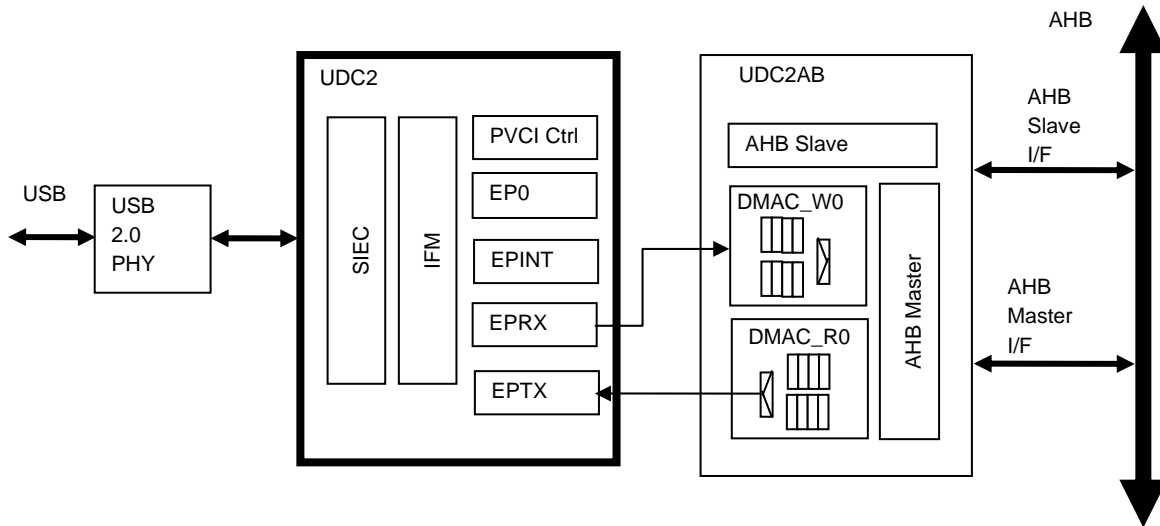 AHB
UDC2
UDC2AB
AHB
Slave
I/F
PVCI Ctrl
AHB Slave
USB
USB
2.0
PHY
EP0
DMAC_W0
SIEC
IFM
EPINT
AHB Master
AHB
Master
I/F
EPRX
DMAC_R0
EPTX